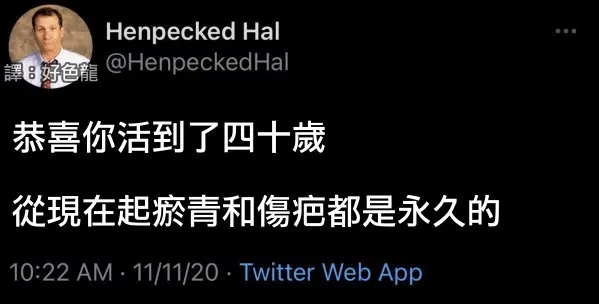 Henpecked Hal
@HenpeckedHal
譯：好色龍
恭喜你活到了四十歲
從現在起瘀青和傷疤都是永久的
10:22 AM · 11/11/20 · Twitter Web App